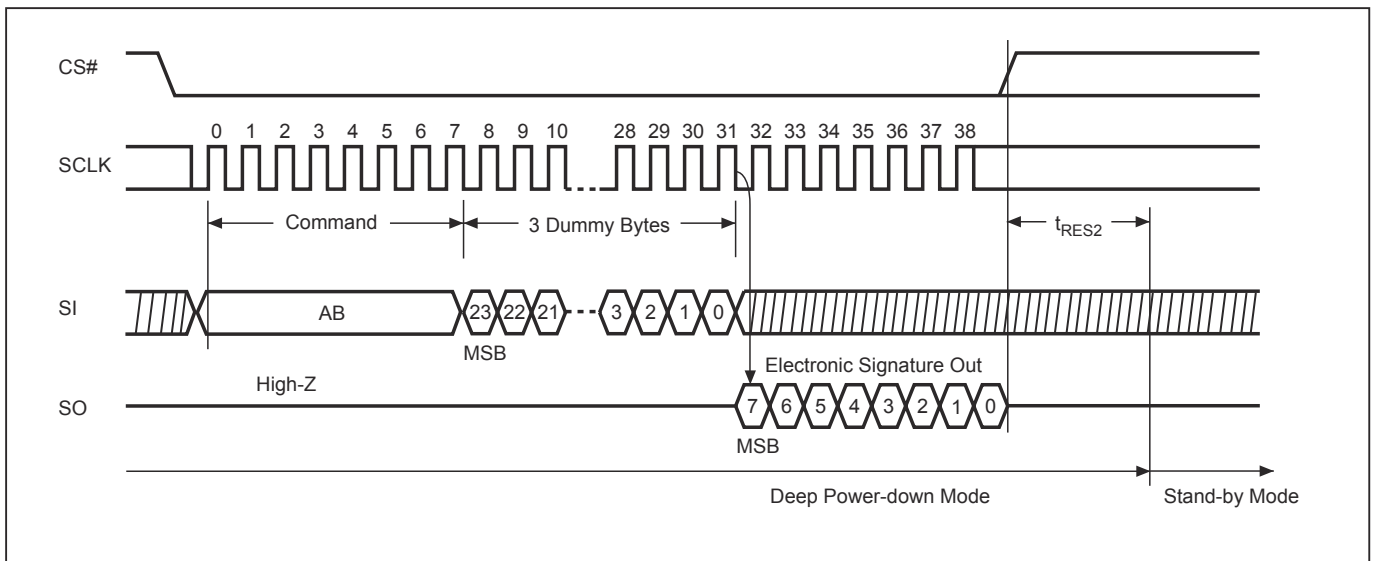 CS#
0 1 2 3 4 5 6 7 8 9 10 28 29 30 31 32 33 34 35 36 37 38
SCLK
Command 3 Dummy Bytes tRES2
SI AB 23 22 21 3 2 1 0
MSB
High-Z Electronic Signature Out
SO 7 6 5 4 3 2 1 0
MSB
Deep Power-down Mode Stand-by Mode